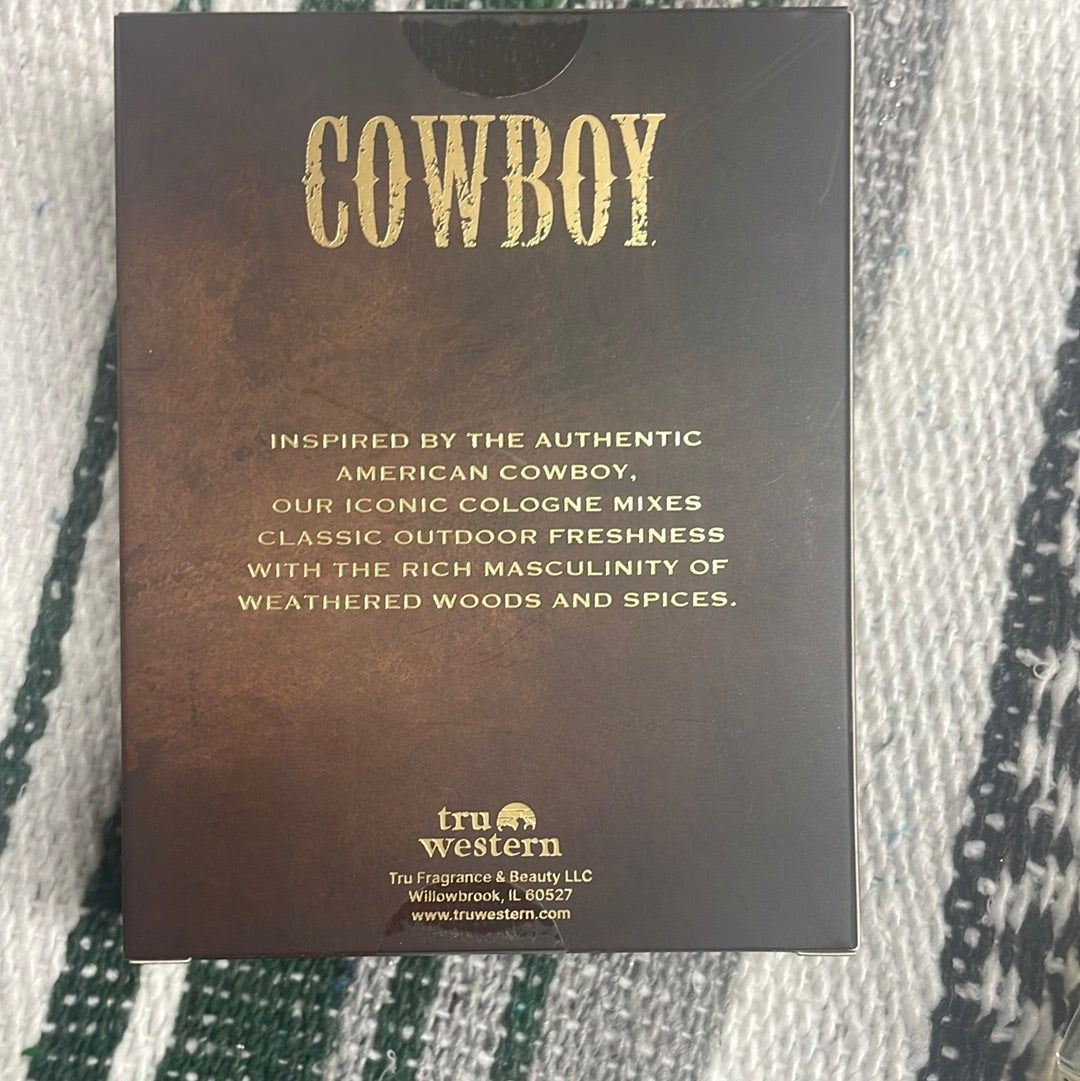 COWBOY
INSPIRED BY THE AUTHENTIC
AMERICAN COWBOY,
OUR ICONIC COLOGNE MIXES
CLASSIC OUTDOOR FRESHNESS
WITH THE RICH MASCULINITY OF
WEATHERED WOODS AND SPICES.
tru
western
Tru Fragrance & Beauty LLC
Willowbrook, IL 60527
www.truwestern.com